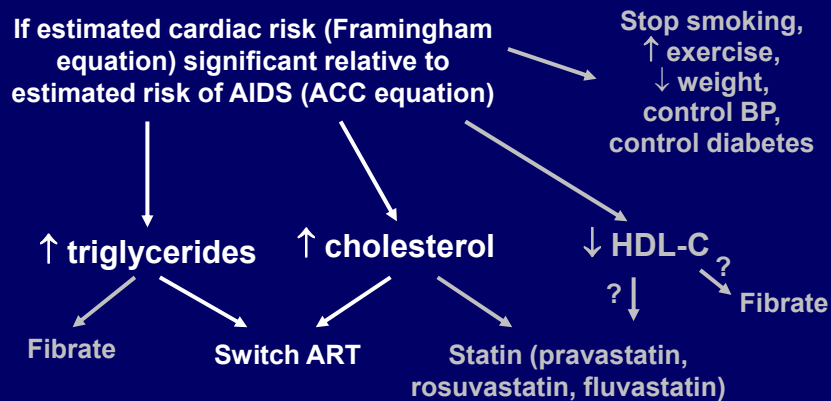 If estimated cardiac risk (Framingham
equation) significant relative to
estimated risk of AIDS (ACC equation)
Stop smoking,
↑ exercise,
↓ weight,
control BP,
control diabetes
↑ triglycerides
↑ cholesterol
↓ HDL-C
?
?
Fibrate
Fibrate
Switch ART
Statin (pravastatin,
rosuvastatin, fluvastatin)